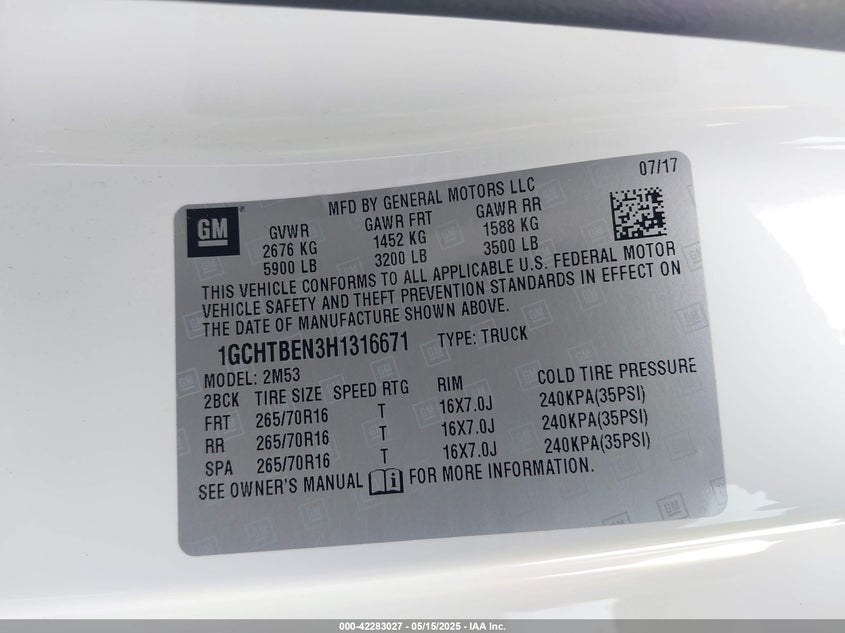 07/17
GM
MFD BY GENERAL MOTORS LLC
GVWR GAWR FRT GAWR RR
2676 KG 1452 KG 1588 KG
5900 LB 3200 LB 3500 LB
THIS VEHICLE CONFORMS TO ALL APPLICABLE U.S. FEDERAL MOTOR
VEHICLE SAFETY AND THEFT PREVENTION STANDARDS IN EFFECT ON
THE DATE OF MANUFACTURE SHOWN ABOVE.
1GCHTBEN3H1316671 TYPE: TRUCK
MODEL: 2M53
2BCK TIRE SIZE SPEED RTG RIM COLD TIRE PRESSURE
FRT 265/70R16 T 16X7.0J 240KPA(35PSI)
RR 265/70R16 T 16X7.0J 240KPA(35PSI)
SPA 265/70R16 T 16X7.0J 240KPA(35PSI)
SEE OWNER'S MANUAL i FOR MORE INFORMATION.
000-42283027 - 05/15/2025 - IAA Inc.